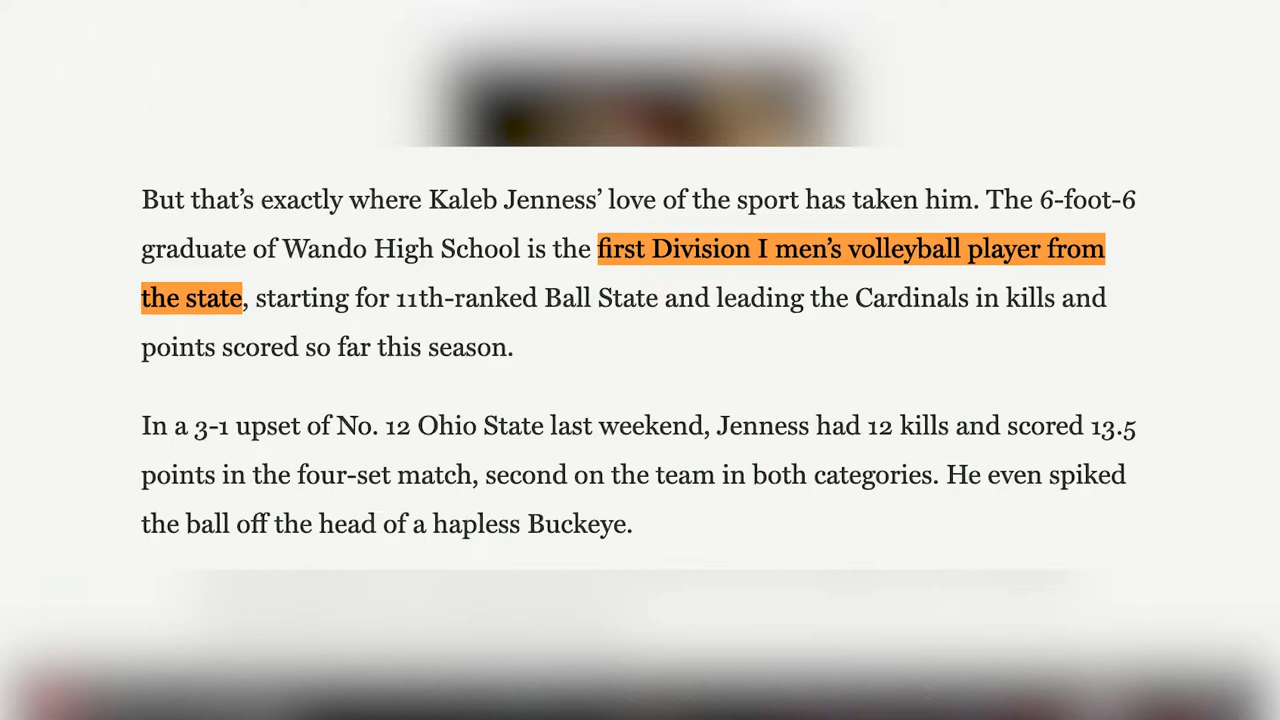 But that’s exactly where Kaleb Jenness’ love of the sport has taken him. The 6-foot-6
graduate of Wando High School is the first Division I men’s volleyball player from
the state, starting for 11th-ranked Ball State and leading the Cardinals in kills and
points scored so far this season.
In a 3-1 upset of No. 12 Ohio State last weekend, Jenness had 12 kills and scored 13.5
points in the four-set match, second on the team in both categories. He even spiked
the ball off the head of a hapless Buckeye.